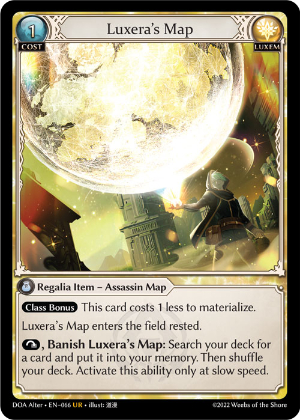 1
COST
Luxera's Map
LUXEM
Regalia Item – Assassin Map
Class Bonus This card costs 1 less to materialize.
Luxera's Map enters the field rested.
, Banish Luxera's Map: Search your deck for
a card and put it into your memory. Then shuffle
your deck. Activate this ability only at slow speed.
DOA Alter • EN-066 UR • illust: 
©2022 Weebs of the Shore